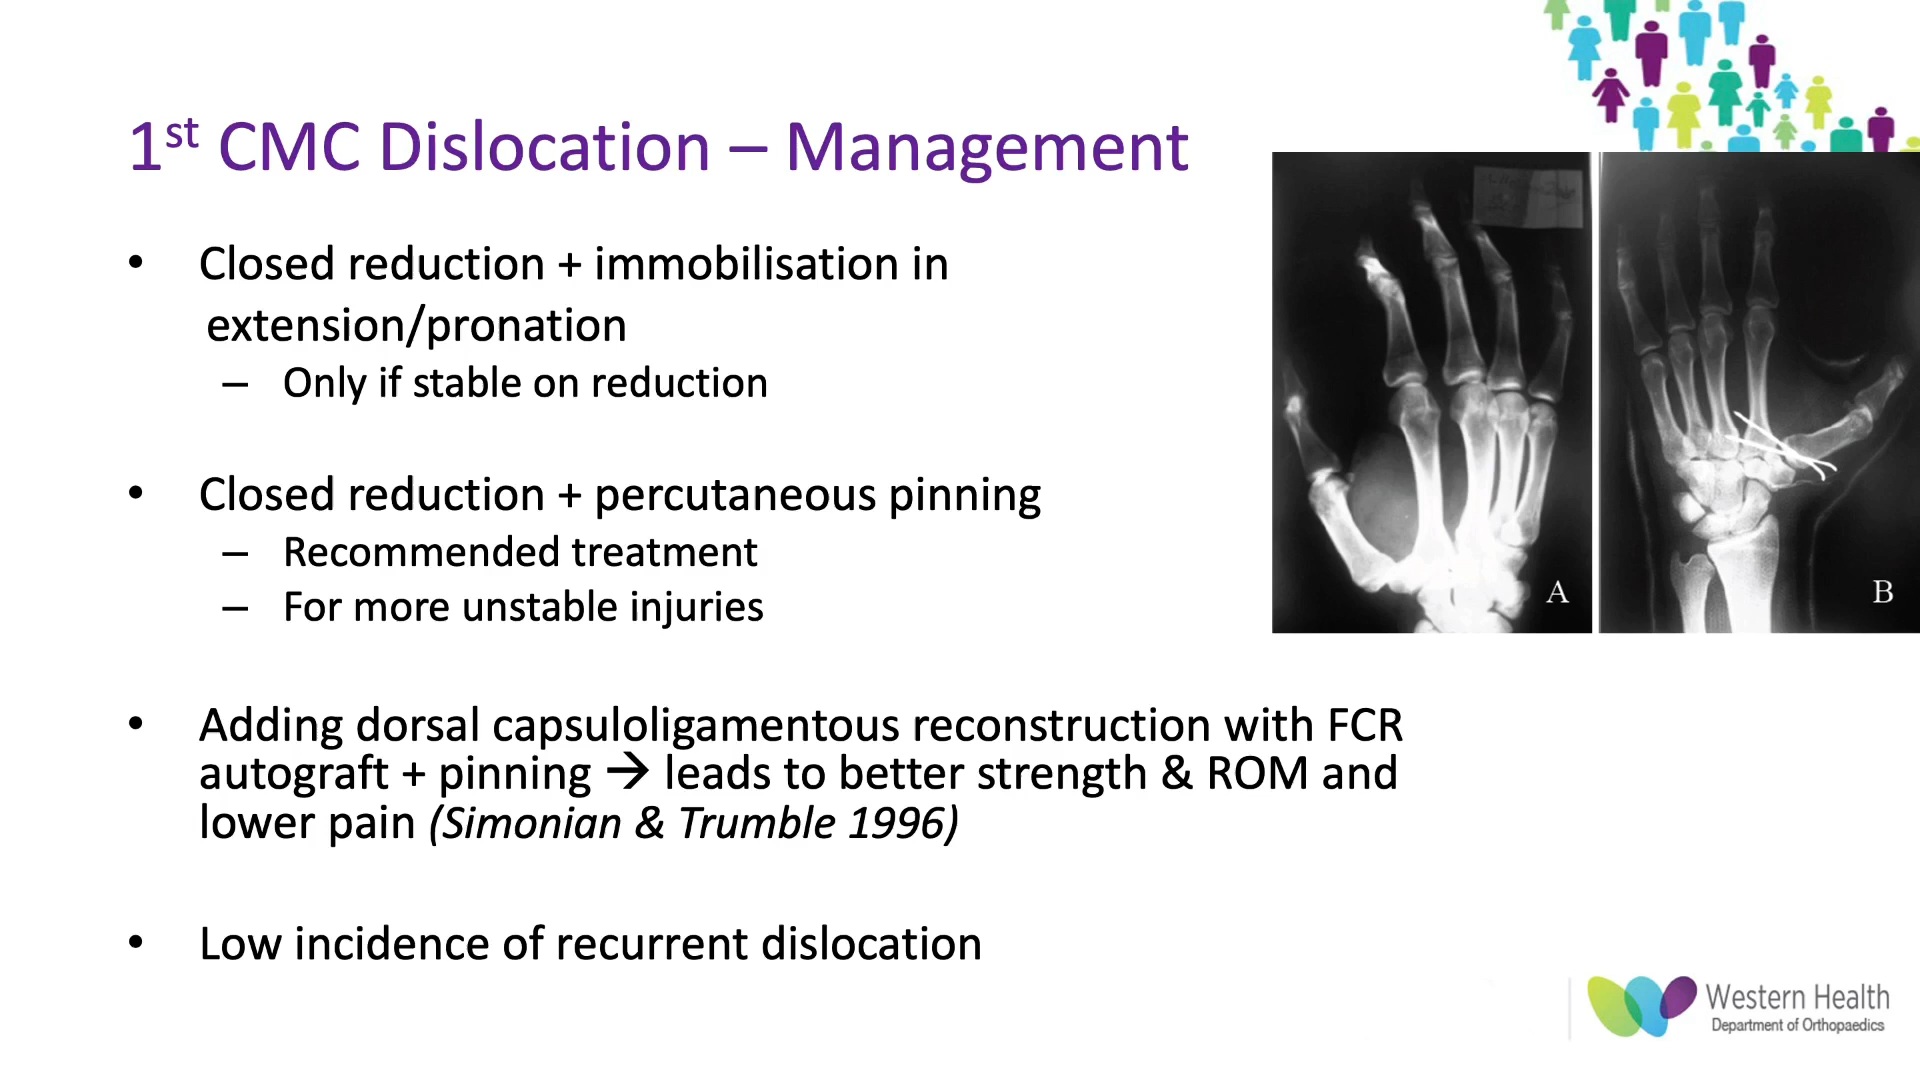 1st CMC Dislocation – Management
• Closed reduction + immobilisation in
extension/pronation
– Only if stable on reduction
• Closed reduction + percutaneous pinning
– Recommended treatment
– For more unstable injuries
• Adding dorsal capsuloligamentous reconstruction with FCR
autograft + pinning → leads to better strength & ROM and
lower pain (Simonian & Trumble 1996)
• Low incidence of recurrent dislocation
A
B
Western Health
Department of Orthopaedics